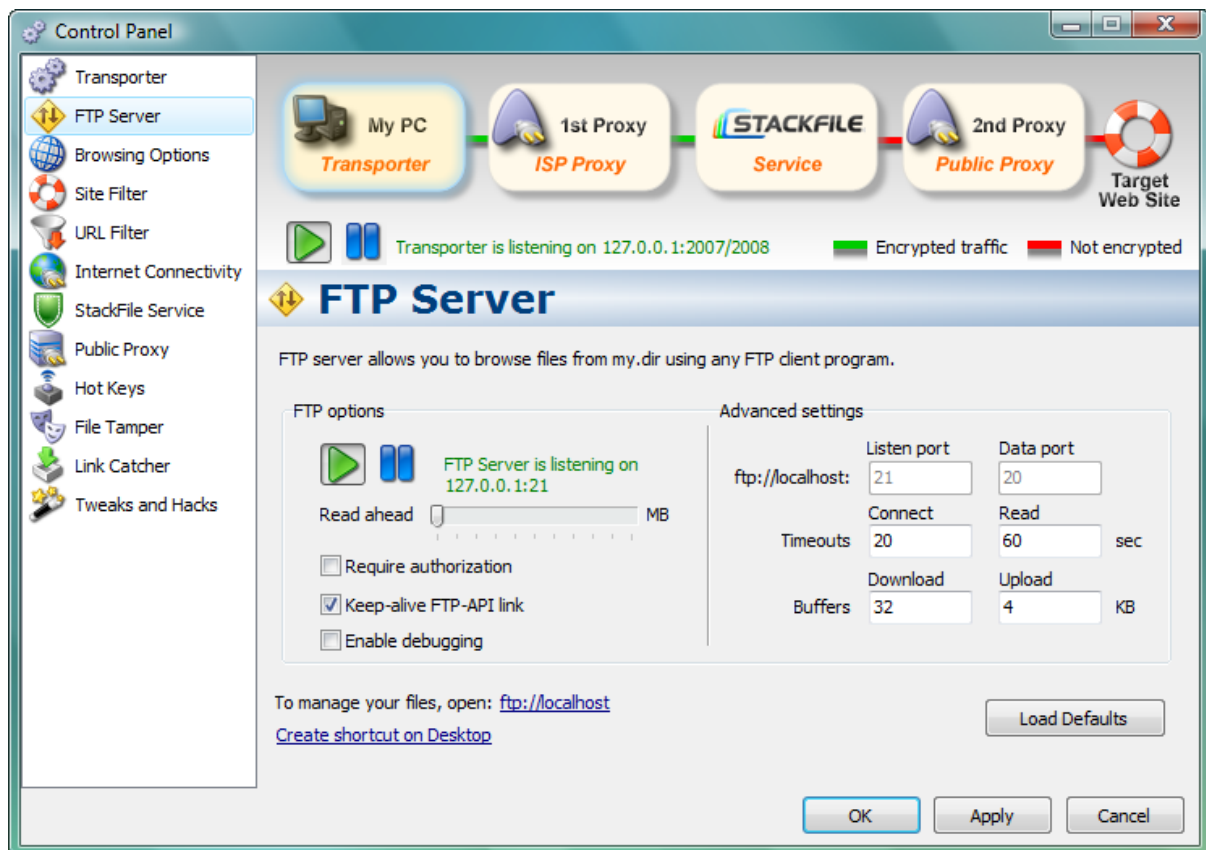 Control Panel
Transporter
FTP Server
Browsing Options
Site Filter
URL Filter
Internet Connectivity
StackFile Service
Public Proxy
Hot Keys
File Tamper
Link Catcher
Tweaks and Hacks
My PC
Transporter
1st Proxy
ISP Proxy
STACKFILE
Service
2nd Proxy
Public Proxy
Target
Web Site
Transporter is listening on 127.0.0.1:2007/2008
Encrypted traffic
Not encrypted
FTP Server
FTP server allows you to browse files from my.dir using any FTP client program.
FTP options
FTP Server is listening on
127.0.0.1:21
Read ahead MB
Require authorization
Keep-alive FTP-API link
Enable debugging
Advanced settings
Listen port Data port
ftp://localhost: 21 20
Connect Read
Timeouts 20 60 sec
Download Upload
Buffers 32 4 KB
To manage your files, open: ftp://localhost
Create shortcut on Desktop
Load Defaults
OK Apply Cancel